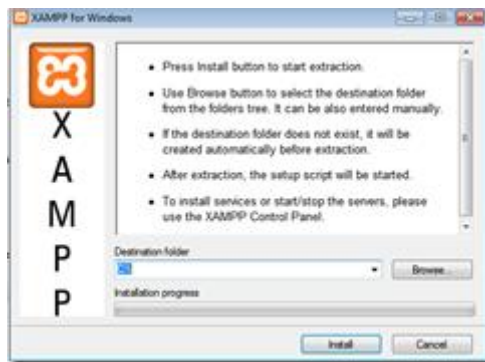 XAMPP for Windows
X
A
M
P
P
• Press Install button to start extraction.
• Use Browse button to select the destination folder
from the folders tree. It can be also entered manually.
• If the destination folder does not exist, it will be
created automatically before extraction.
• After extraction, the setup script will be started.
• To install services or start/stop the servers, please
use the XAMPP Control Panel.
Destination folder
Browse...
Installation progress
Install
Cancel